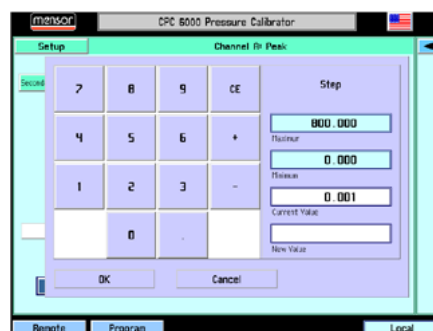 mensor
CPC 6000 Pressure Calibrator
Setup
Channel A: Peak
Second
7 8 9 CE
4 5 6 +
1 2 3 -
0 .
Step
800.000
Maximum
0.000
Minimum
0.001
Current Value
New Value
OK Cancel
Remote Program Local